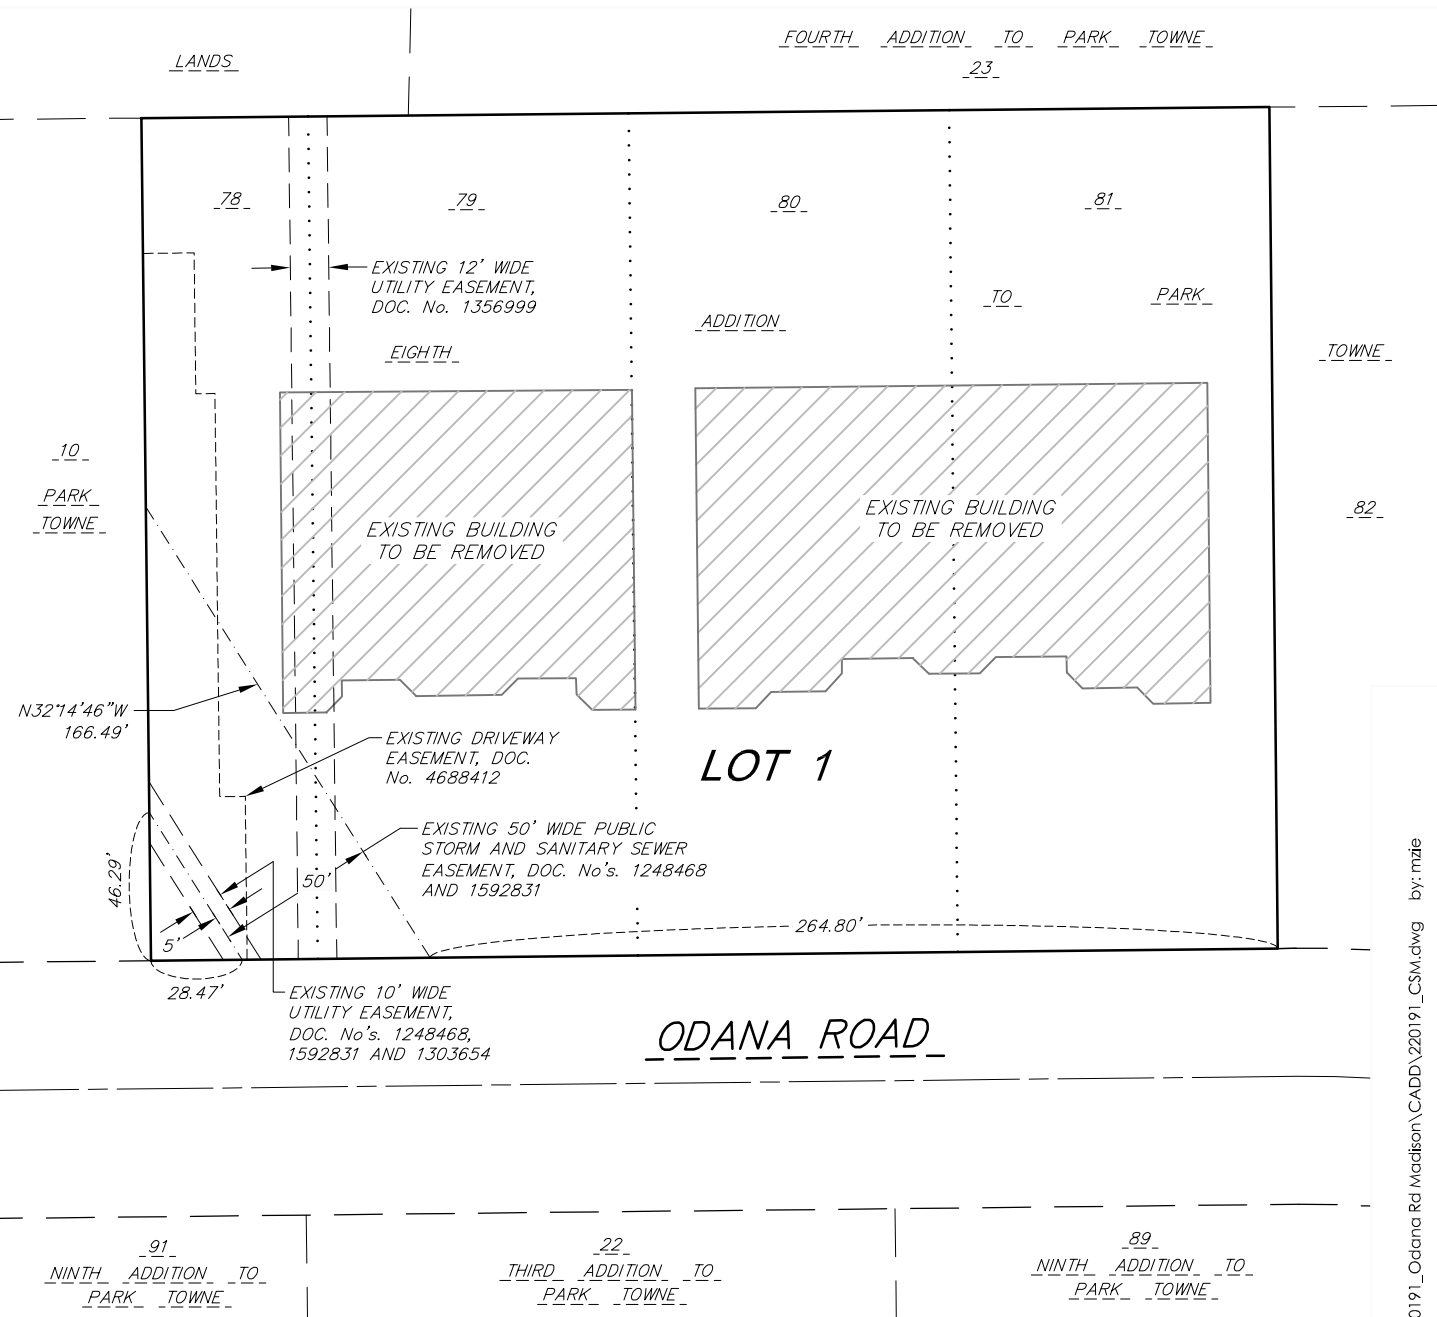 LANDS
FOURTH ADDITION TO PARK TOWNE
23
78
79
80
81
EXISTING 12' WIDE
UTILITY EASEMENT,
DOC. No. 1356999
EIGHTH
ADDITION
TO
PARK
TOWNE
10
PARK
TOWNE
82
EXISTING BUILDING
TO BE REMOVED
EXISTING BUILDING
TO BE REMOVED
N32°14'46"W
166.49'
EXISTING DRIVEWAY
EASEMENT, DOC.
No. 4688412
LOT 1
EXISTING 50' WIDE PUBLIC
STORM AND SANITARY SEWER
EASEMENT, DOC. No's. 1248468
AND 1592831
46.29'
50'
5'
264.80'
28.47'
EXISTING 10' WIDE
UTILITY EASEMENT,
DOC. No's. 1248468,
1592831 AND 1303654
ODANA ROAD
91
NINTH ADDITION TO
PARK TOWNE
22
THIRD ADDITION TO
PARK TOWNE
89
NINTH ADDITION TO
PARK TOWNE
0191_Odana Rd Madison\CADD\220191_CSM.dwg by: mzie